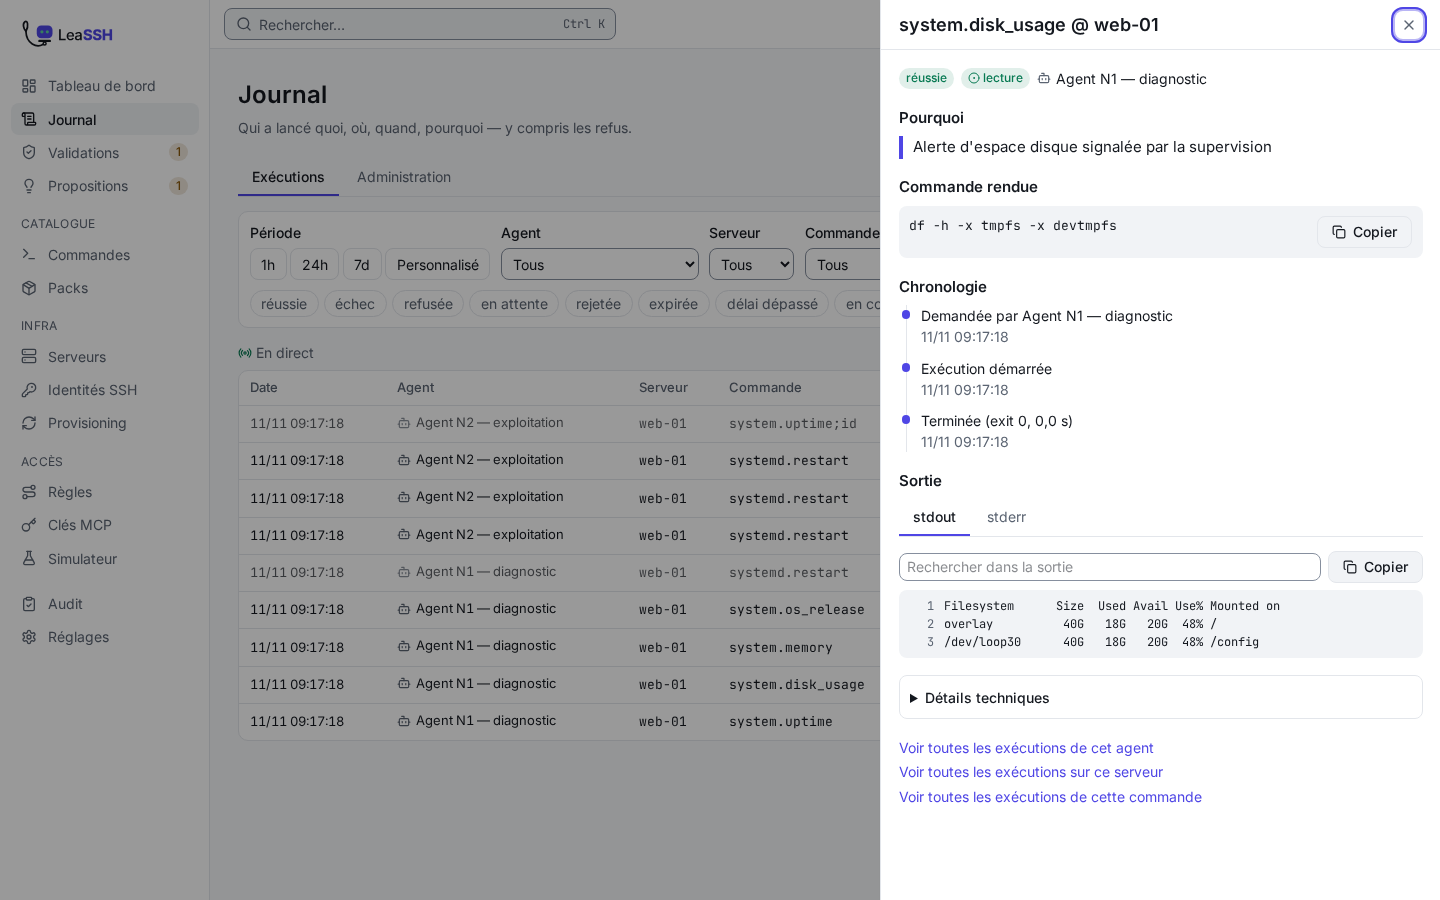 LeaSSH
Rechercher... Ctrl K
Tableau de bord
Journal
Validations 1
Propositions 1
CATALOGUE
Commandes
Packs
INFRA
Serveurs
Identités SSH
Provisioning
ACCÈS
Règles
Clés MCP
Simulateur
Audit
Réglages
Journal
Qui a lancé quoi, où, quand, pourquoi — y compris les refus.
Exécutions Administration
Période Agent Serveur Commande
1h 24h 7d Personnalisé Tous Tous Tous
réussie échec refusée en attente rejetée expirée délai dépassé en co
En direct
Date Agent Serveur Commande
11/11 09:17:18 Agent N2 — exploitation web-01 system.uptime;id
11/11 09:17:18 Agent N2 — exploitation web-01 systemd.restart
11/11 09:17:18 Agent N2 — exploitation web-01 systemd.restart
11/11 09:17:18 Agent N2 — exploitation web-01 systemd.restart
11/11 09:17:18 Agent N1 — diagnostic web-01 systemd.restart
11/11 09:17:18 Agent N1 — diagnostic web-01 system.os_release
11/11 09:17:18 Agent N1 — diagnostic web-01 system.memory
11/11 09:17:18 Agent N1 — diagnostic web-01 system.disk_usage
11/11 09:17:18 Agent N1 — diagnostic web-01 system.uptime
system.disk_usage @ web-01
réussie lecture Agent N1 — diagnostic
Pourquoi
Alerte d'espace disque signalée par la supervision
Commande rendue
df -h -x tmpfs -x devtmpfs Copier
Chronologie
Demandée par Agent N1 — diagnostic
11/11 09:17:18
Exécution démarrée
11/11 09:17:18
Terminée (exit 0, 0,0 s)
11/11 09:17:18
Sortie
stdout stderr
Rechercher dans la sortie Copier
1 Filesystem Size Used Avail Use% Mounted on
2 overlay 40G 18G 20G 48% /
3 /dev/loop30 40G 18G 20G 48% /config
Détails techniques
Voir toutes les exécutions de cet agent
Voir toutes les exécutions sur ce serveur
Voir toutes les exécutions de cette commande